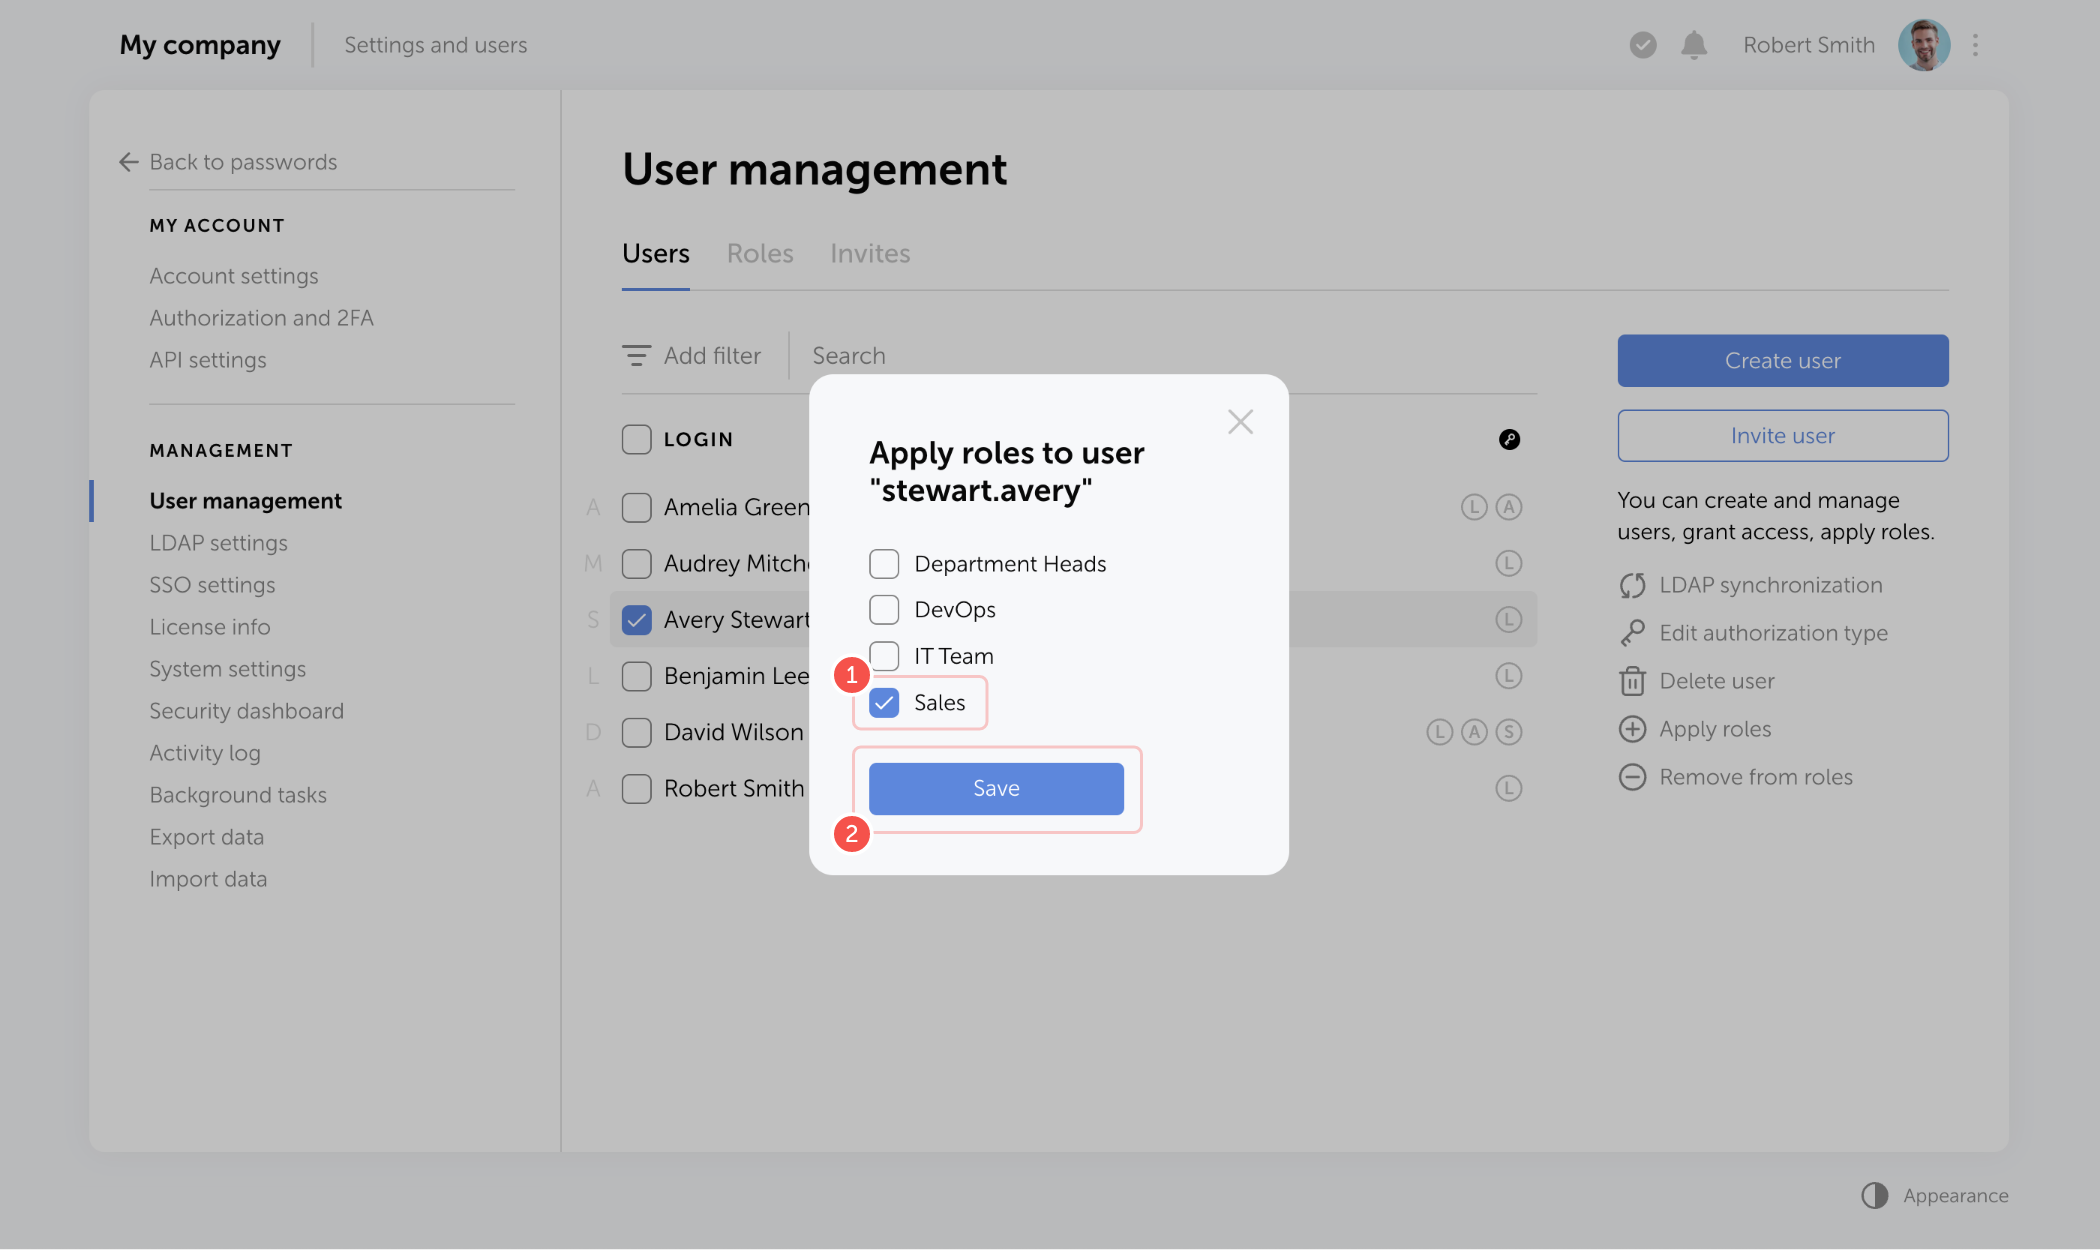 My company
Settings and users
Robert Smith
Back to passwords
MY ACCOUNT
Account settings
Authorization and 2FA
API settings
MANAGEMENT
User management
LDAP settings
SSO settings
License info
System settings
Security dashboard
Activity log
Background tasks
Export data
Import data
User management
Users
Roles
Invites
Add filter
Search
LOGIN
A
Amelia Green
L A
M
Audrey Mitch
L
S
Avery Stewart
L
L
Benjamin Lee
L
D
David Wilson
L A S
A
Robert Smith
L
Apply roles to user
"stewart.avery"
Department Heads
DevOps
IT Team
1
Sales
Save
2
Create user
Invite user
You can create and manage
users, grant access, apply roles.
LDAP synchronization
Edit authorization type
Delete user
Apply roles
Remove from roles
Appearance